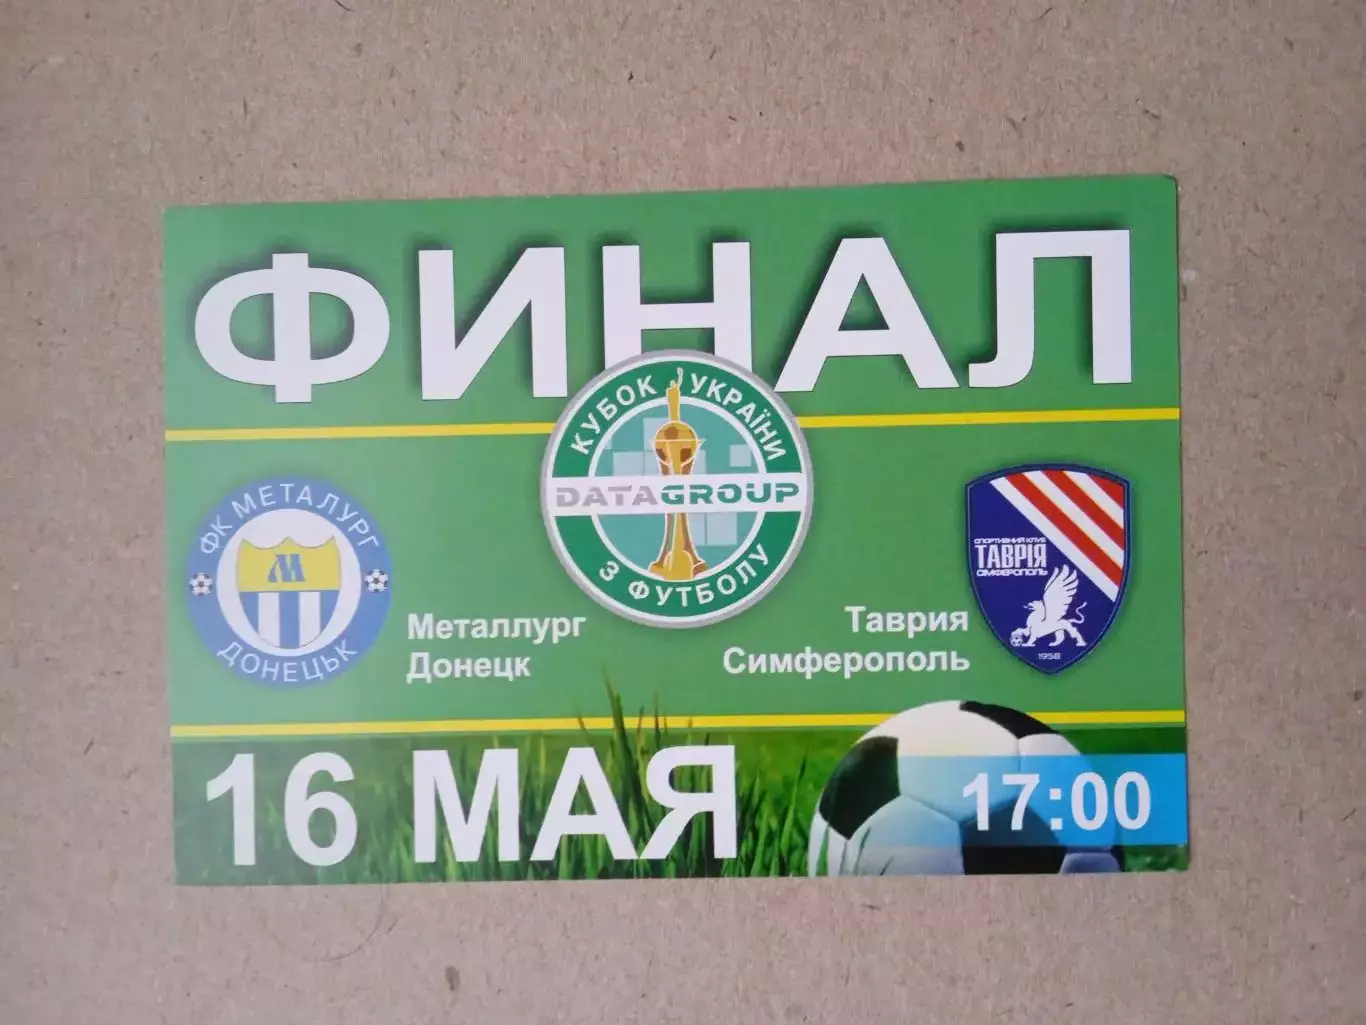 ФИНАЛ
КУБОК УКРАЇНИ
DATAGROUP
З ФУТБОЛУ
ФК МЕТАЛУРГ
М
ДОНЕЦЬК
Металлург
Донецк
Таврия
Симферополь
СПОРТИВНИЙ КЛУБ
ТАВРІЯ
СІМФЕРОПОЛЬ
1958
16 МАЯ
17:00